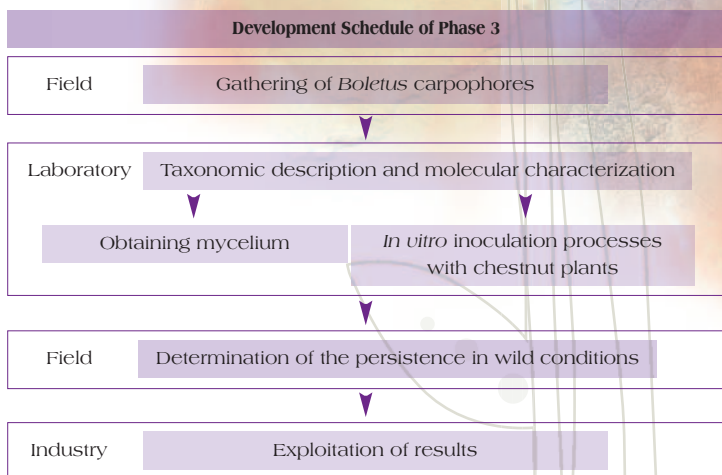 Development Schedule of Phase 3
Field
Gathering of Boletus carpophores
Laboratory
Taxonomic description and molecular characterization
Obtaining mycelium
In vitro inoculation processes
with chestnut plants
Field
Determination of the persistence in wild conditions
Industry
Exploitation of results